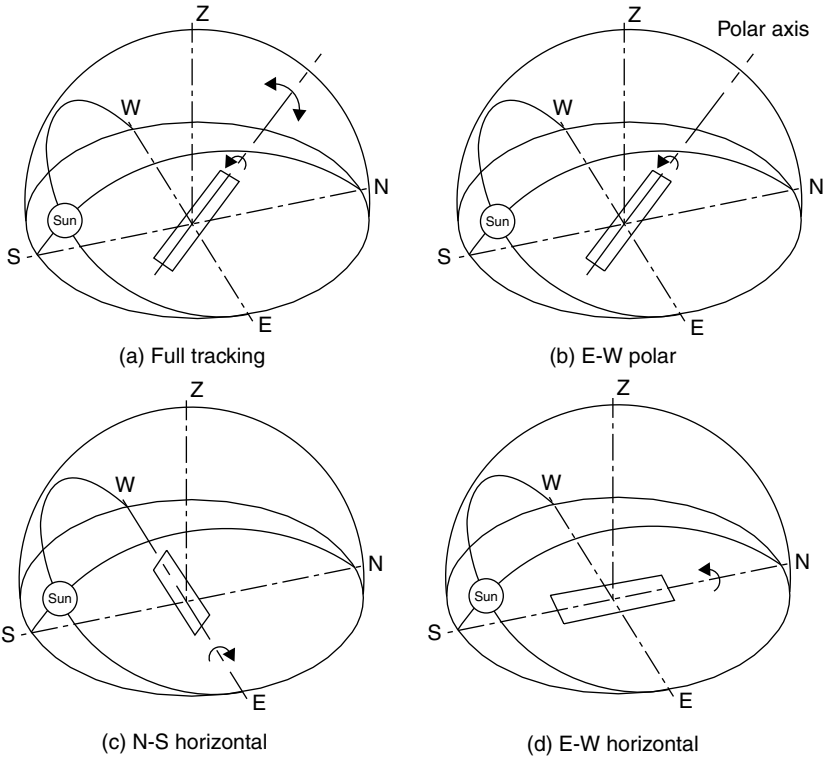 Z
W
N
Sun
S
E
(a) Full tracking
Polar axis
Z
W
N
Sun
S
E
(b) E-W polar
Z
W
N
Sun
S
E
(c) N-S horizontal
Z
W
N
Sun
S
E
(d) E-W horizontal